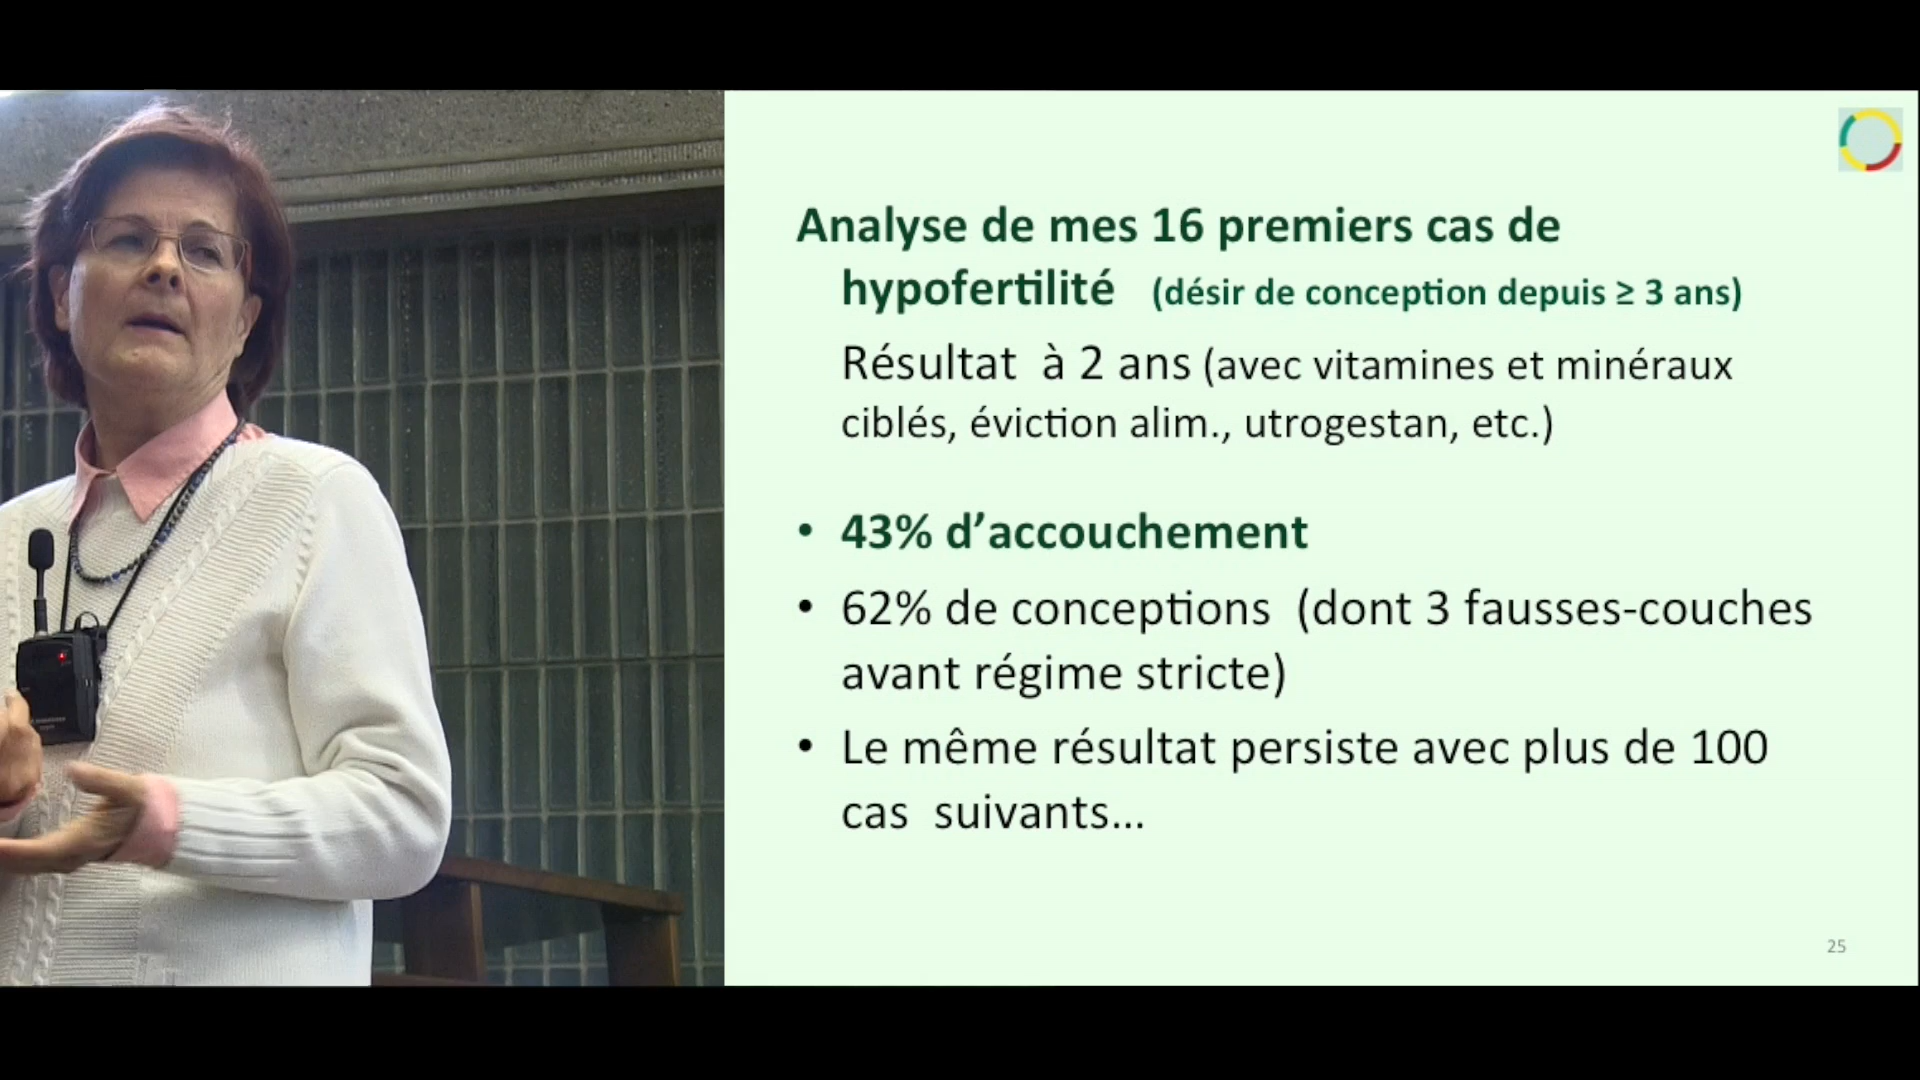 Analyse de mes 16 premiers cas de
hypofertilité (désir de conception depuis ≥ 3 ans)
Résultat à 2 ans (avec vitamines et minéraux
ciblés, éviction alim., utrogestan, etc.)
• 43% d’accouchement
• 62% de conceptions (dont 3 fausses-couches
avant régime stricte)
• Le même résultat persiste avec plus de 100
cas suivants...
25